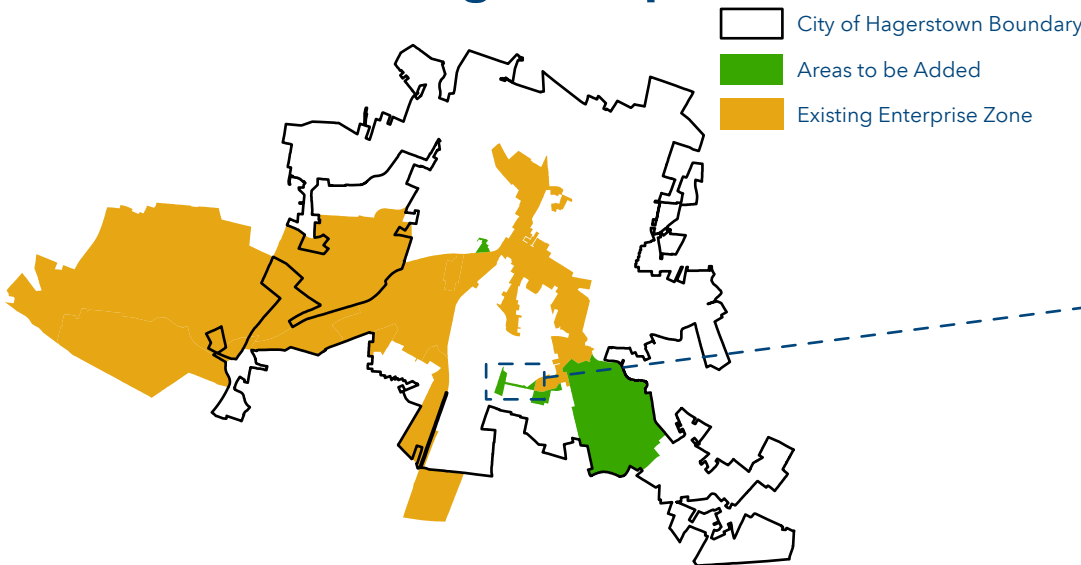 City of Hagerstown Boundary
Areas to be Added
Existing Enterprise Zone